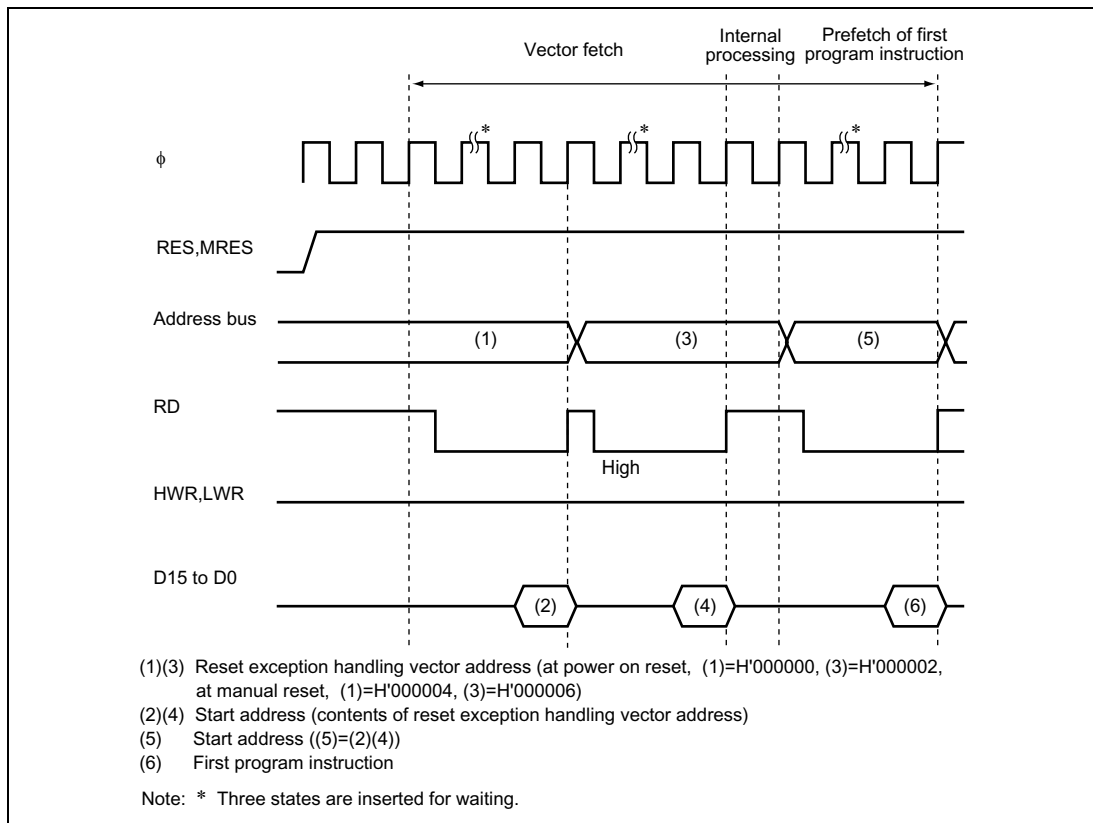 Vector fetch
Internal
processing
Prefetch of first
program instruction
*
*
*
ϕ
RES,MRES
Address bus
(1)
(3)
(5)
RD
High
HWR,LWR
D15 to D0
(2)
(4)
(6)
(1)(3) Reset exception handling vector address (at power on reset, (1)=H'000000, (3)=H'000002,
at manual reset, (1)=H'000004, (3)=H'000006)
(2)(4) Start address (contents of reset exception handling vector address)
(5) Start address ((5)=(2)(4))
(6) First program instruction
Note: * Three states are inserted for waiting.